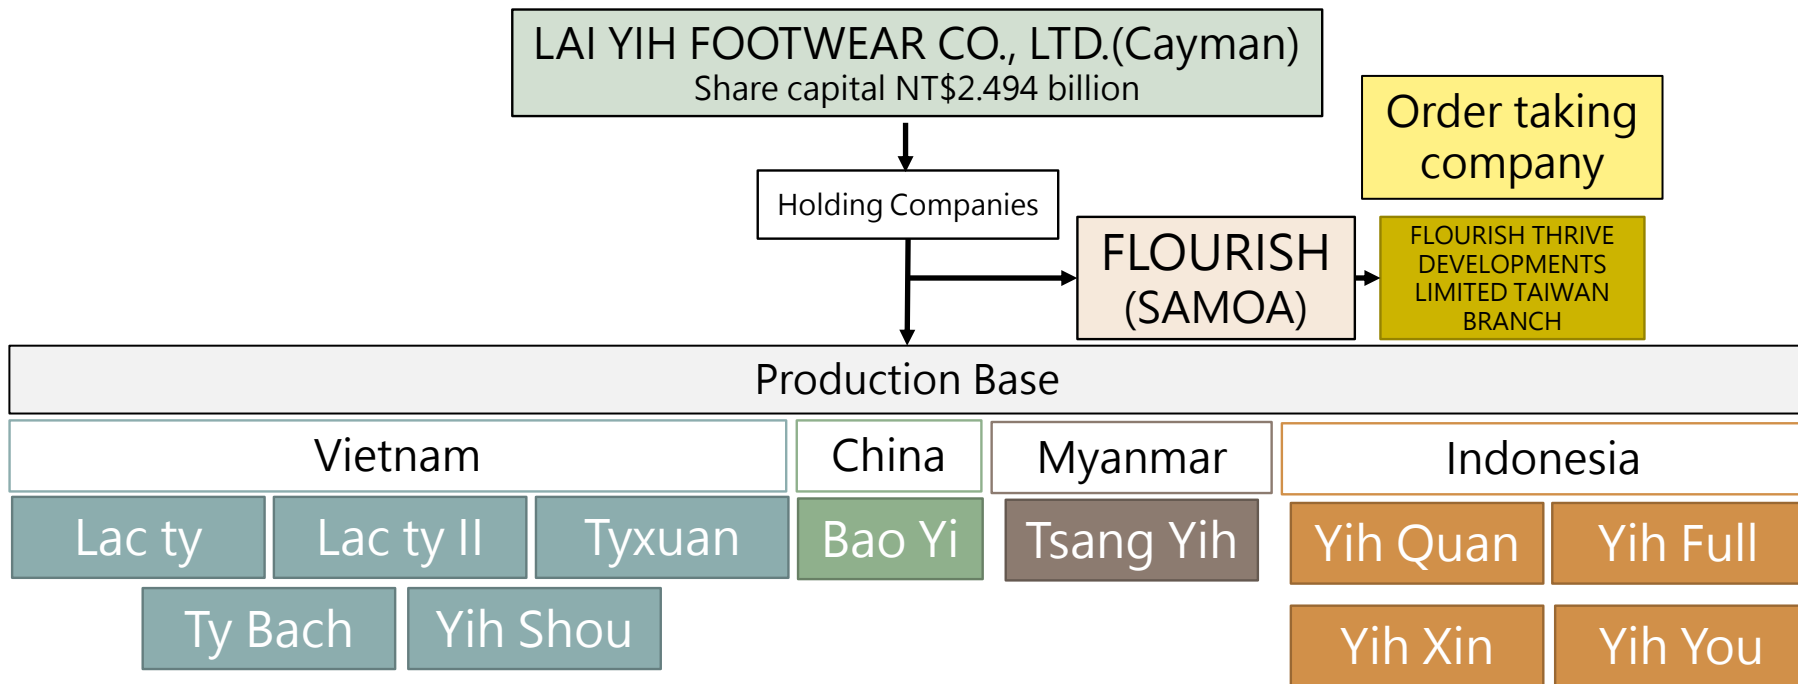 LAI YIH FOOTWEAR CO., LTD.(Cayman)
Share capital NT$2.494 billion
Order taking
company
Holding Companies
FLOURISH
(SAMOA)
FLOURISH THRIVE
DEVELOPMENTS
LIMITED TAIWAN
BRANCH
Production Base
Vietnam
China
Myanmar
Indonesia
Lac ty
Lac ty II
Tyxuan
Bao Yi
Tsang Yih
Yih Quan
Yih Full
Ty Bach
Yih Shou
Yih Xin
Yih You